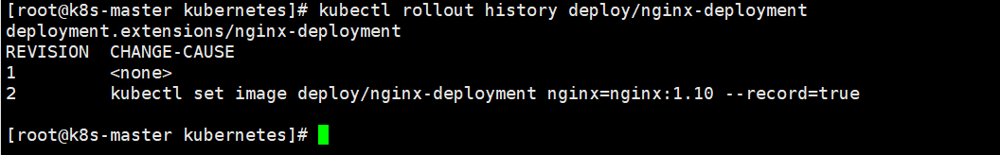 [root@k8s-master kubernetes]# kubectl rollout history deploy/nginx-deployment
deployment.extensions/nginx-deployment
REVISION  CHANGE-CAUSE
1         <none>
2         kubectl set image deploy/nginx-deployment nginx=nginx:1.10 --record=true
[root@k8s-master kubernetes]#